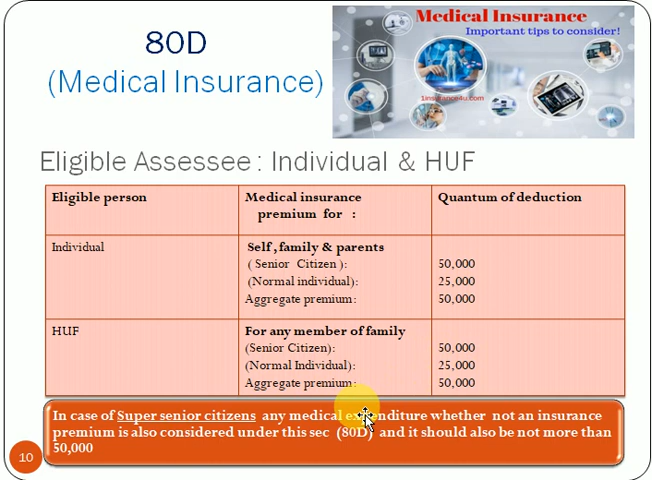 80D
(Medical Insurance)
Medical Insurance
Important tips to consider!
1insurance4u.com
Eligible Assessee : Individual & HUF
Eligible person
Medical insurance
premium for :
Quantum of deduction
Individual
Self , family & parents
( Senior Citizen ):
50,000
(Normal individual):
25,000
Aggregate premium:
50,000
HUF
For any member of family
(Senior Citizen):
50,000
(Normal Individual):
25,000
Aggregate premium:
50,000
In case of Super senior citizens any medical expenditure whether not an insurance
premium is also considered under this sec (80D) and it should also be not more than
50,000
10